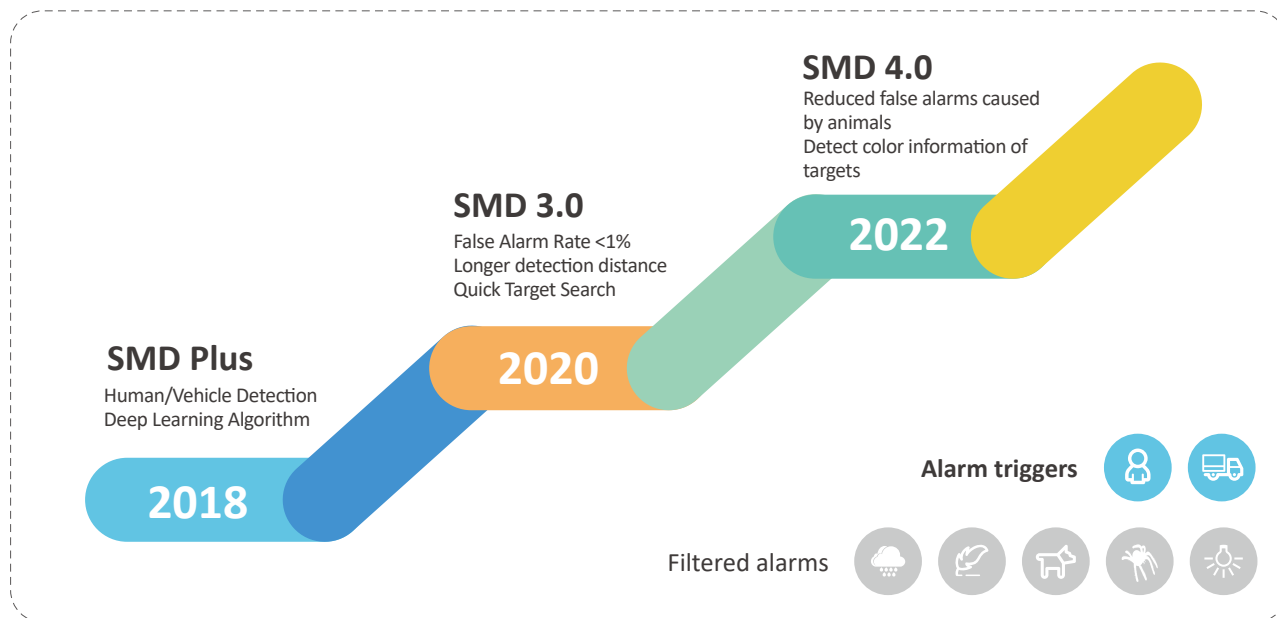 SMD 4.0
Reduced false alarms caused
by animals
Detect color information of
targets
2022
SMD 3.0
False Alarm Rate <1%
Longer detection distance
Quick Target Search
2020
SMD Plus
Human/Vehicle Detection
Deep Learning Algorithm
2018
Alarm triggers
Filtered alarms